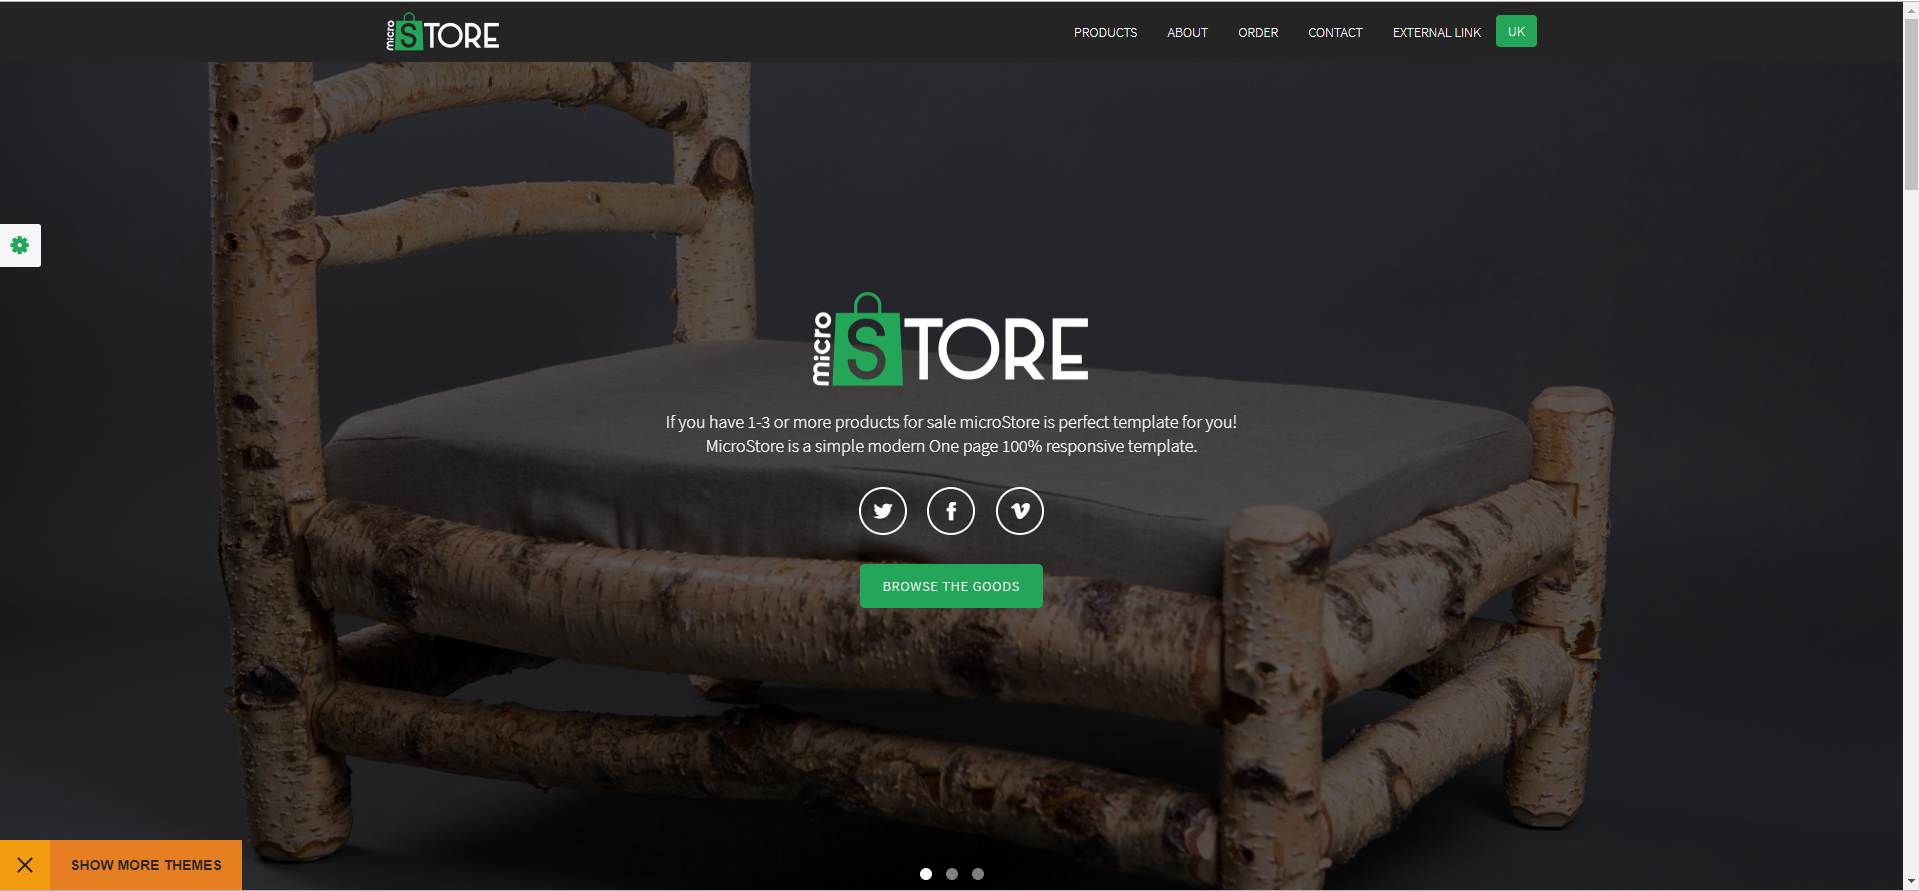 micro STORE
PRODUCTS
ABOUT
ORDER
CONTACT
EXTERNAL LINK
UK
micro STORE
If you have 1-3 or more products for sale microStore is perfect template for you!
MicroStore is a simple modern One page 100% responsive template.
BROWSE THE GOODS
SHOW MORE THEMES